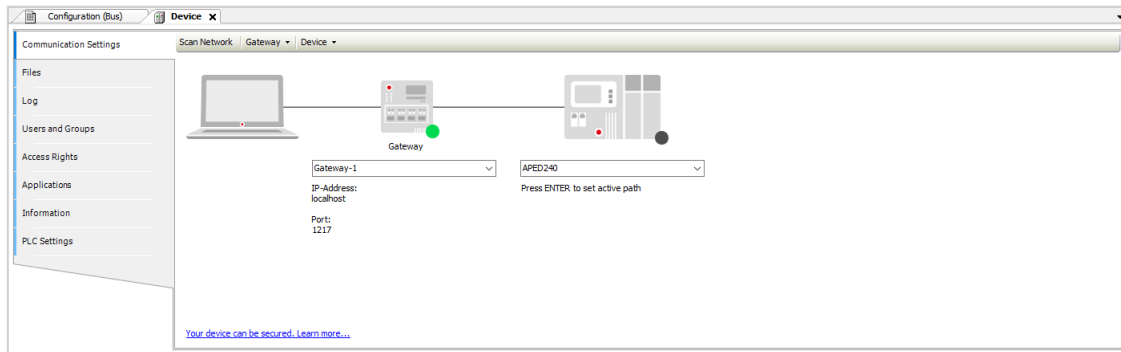 Configuration (Bus) Device X
Communication Settings
Scan Network Gateway Device
Files
Log
Users and Groups
Access Rights
Applications
Information
PLC Settings
Gateway
Gateway-1
IP-Address:
localhost
Port:
1217
APED240
Press ENTER to set active path
Your device can be secured. Learn more...